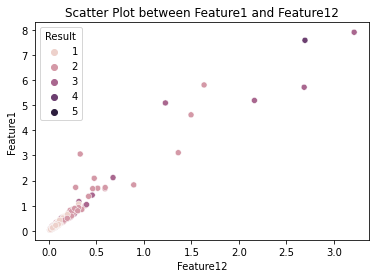 Scatter Plot between Feature1 and Feature12
Result
1
2
3
4
5
8
7
6
5
4
3
2
1
0
Feature1
0.0 0.5 1.0 1.5 2.0 2.5 3.0
Feature12